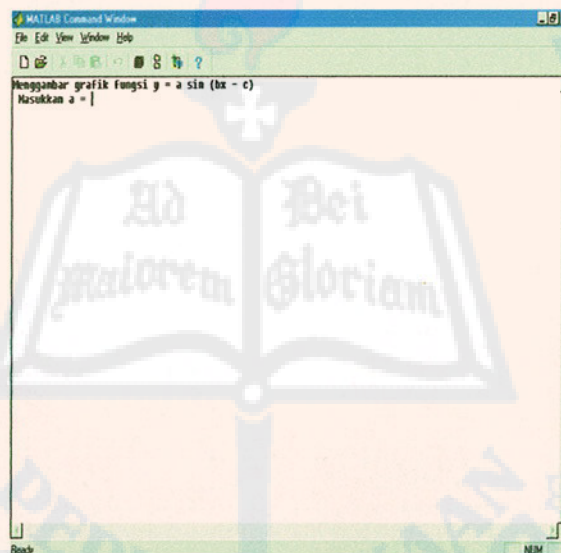 MATLAB Command Window
File Edit View Window Help
Menggambar grafik fungsi y = a sin (bx - c)
Masukkan a =
Ad Dei
Maiorem Gloriam
Ready NUM